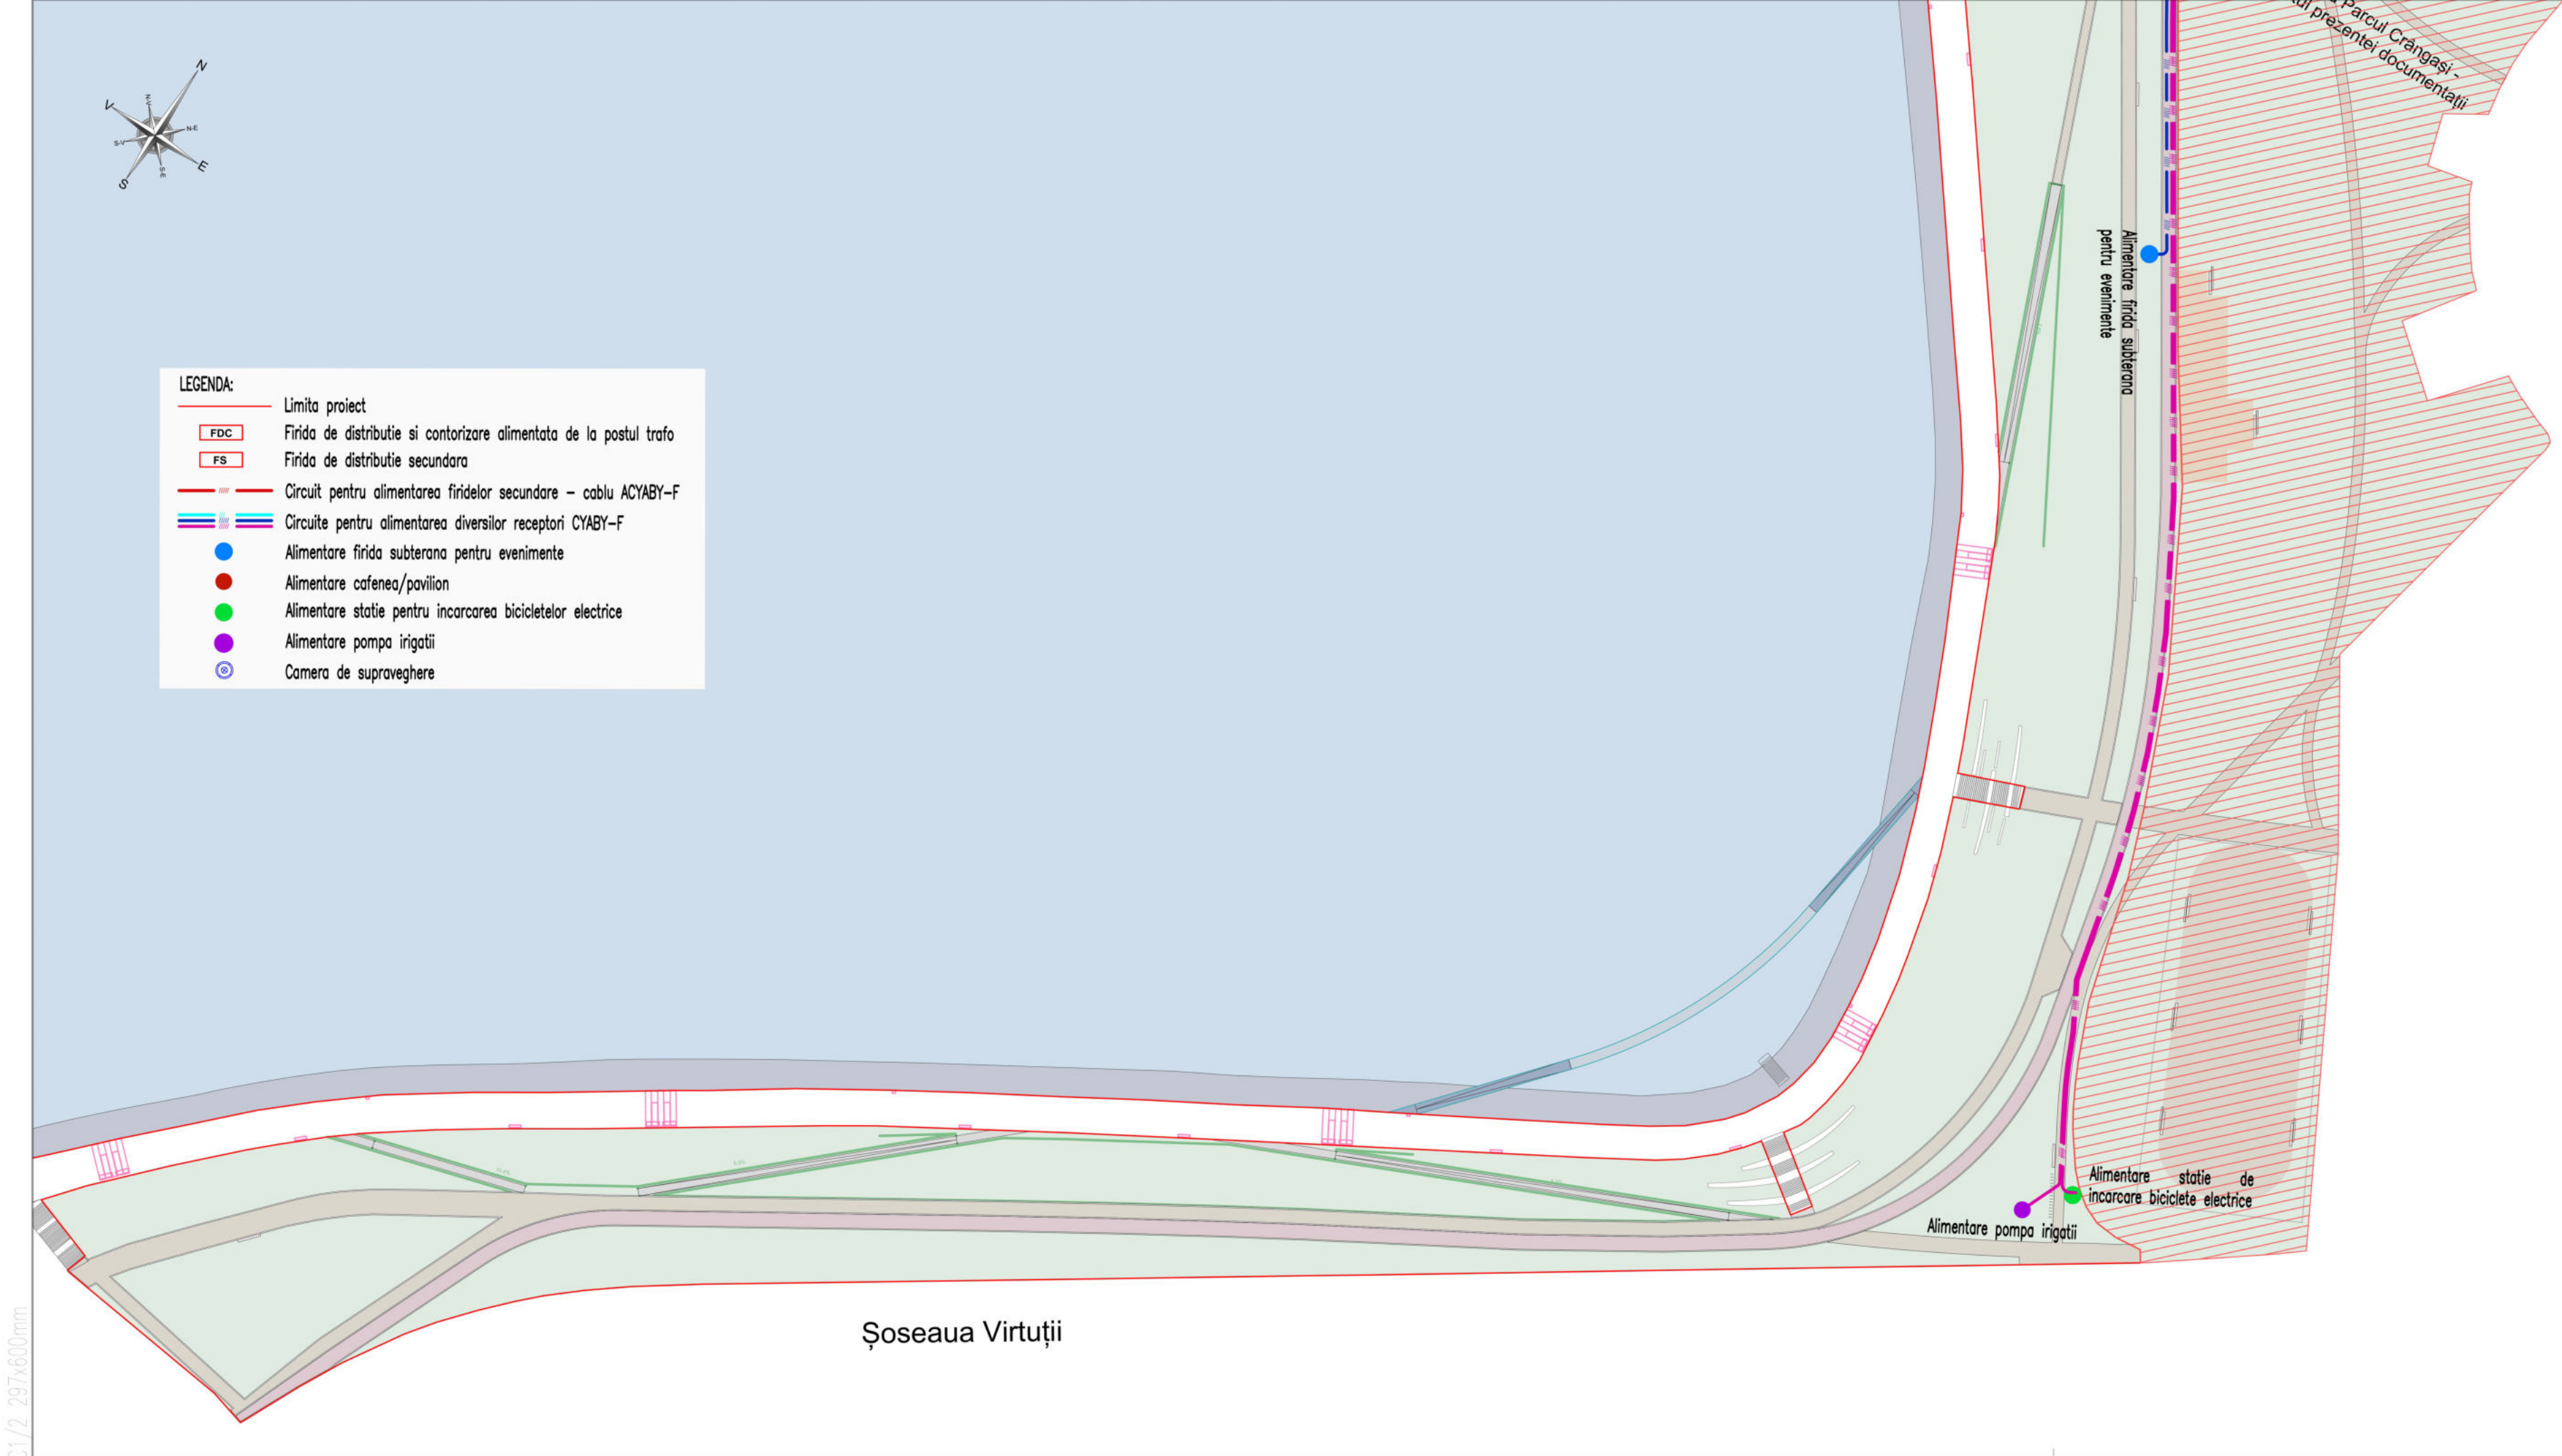 Parcul Crângași -
prezentei documentații
N
V
N-V
N-E
S-V
E
S-E
S
Alimentare firida subterana
pentru evenimente
LEGENDA:
Limita proiect
FDC
Firida de distributie si contorizare alimentata de la postul trafo
FS
Firida de distributie secundara
Circuit pentru alimentarea firidelor secundare – cablu ACYABY–F
Circuite pentru alimentarea diversilor receptori CYABY–F
Alimentare firida subterana pentru evenimente
Alimentare cafenea/pavilion
Alimentare statie pentru incarcarea bicicletelor electrice
Alimentare pompa irigatii
Camera de supraveghere
Alimentare statie de
incarcare biciclete electrice
Alimentare pompa irigatii
Șoseaua Virtuții
C1/2 297x600mm